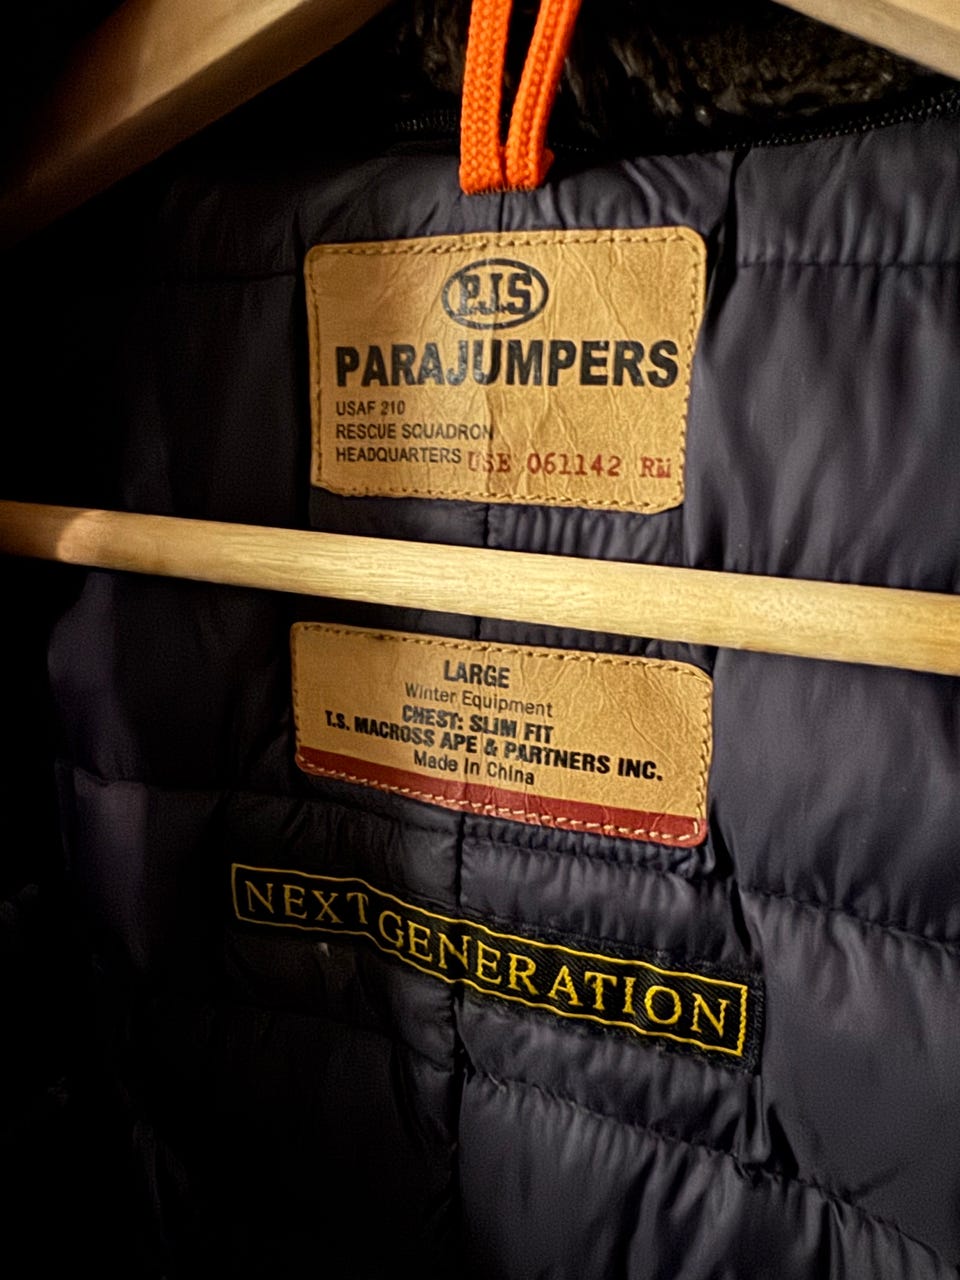 P.J.S
PARAJUMPERS
USAF 210
RESCUE SQUADRON
HEADQUARTERS USE 061142 RM
LARGE
Winter Equipment
CHEST: SLIM FIT
T.S. MACROSS APE & PARTNERS INC.
Made In China
NEXT GENERATION